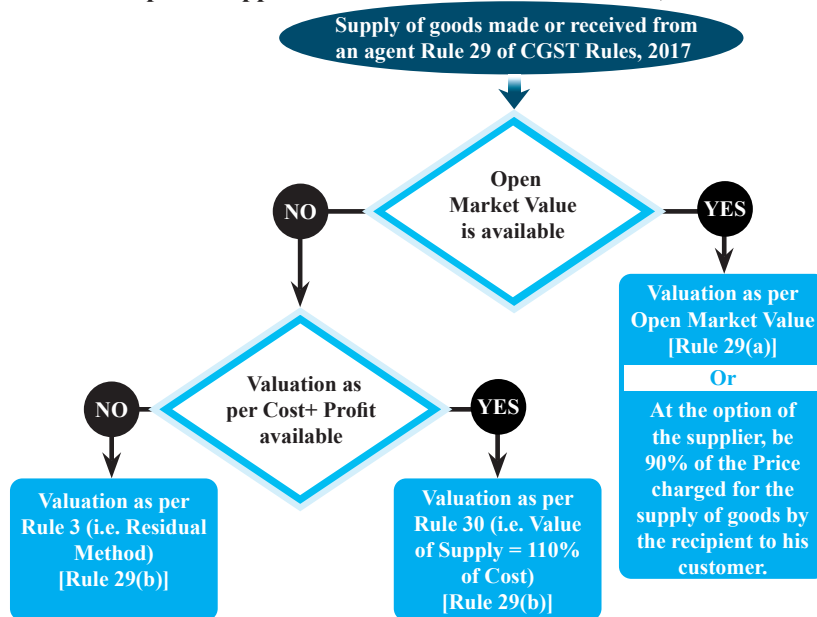 Supply of goods made or received from
an agent Rule 29 of CGST Rules, 2017
Open
Market Value
is available
NO
YES
Valuation as per
Open Market Value
[Rule 29(a)]
Or
At the option of
the supplier, be
90% of the Price
charged for the
supply of goods by
the recipient to his
customer.
Valuation as
per Cost+ Profit
available
NO
YES
Valuation as per
Rule 3 (i.e. Residual
Method)
[Rule 29(b)]
Valuation as per
Rule 30 (i.e. Value
of Supply = 110%
of Cost)
[Rule 29(b)]